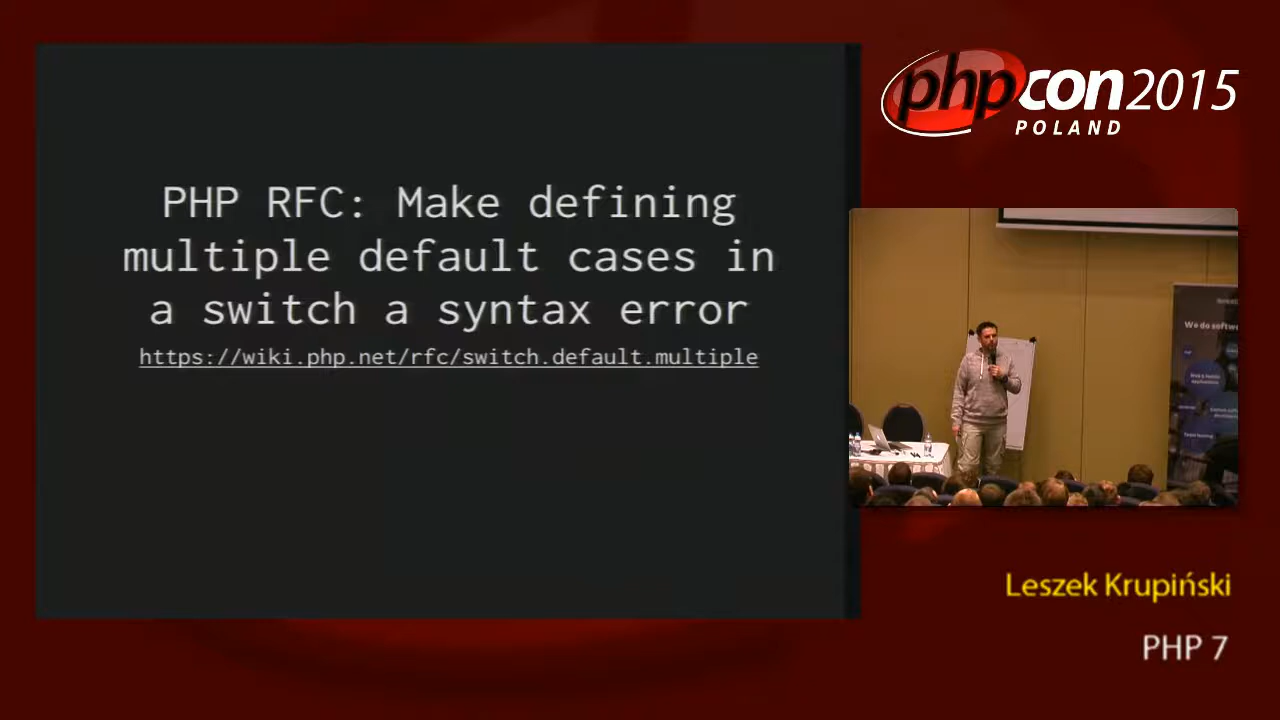 PHP RFC: Make defining
multiple default cases in
a switch a syntax error
https://wiki.php.net/rfc/switch.default.multiple
phpcon2015
POLAND
We do softw
Leszek Krupiński
PHP 7